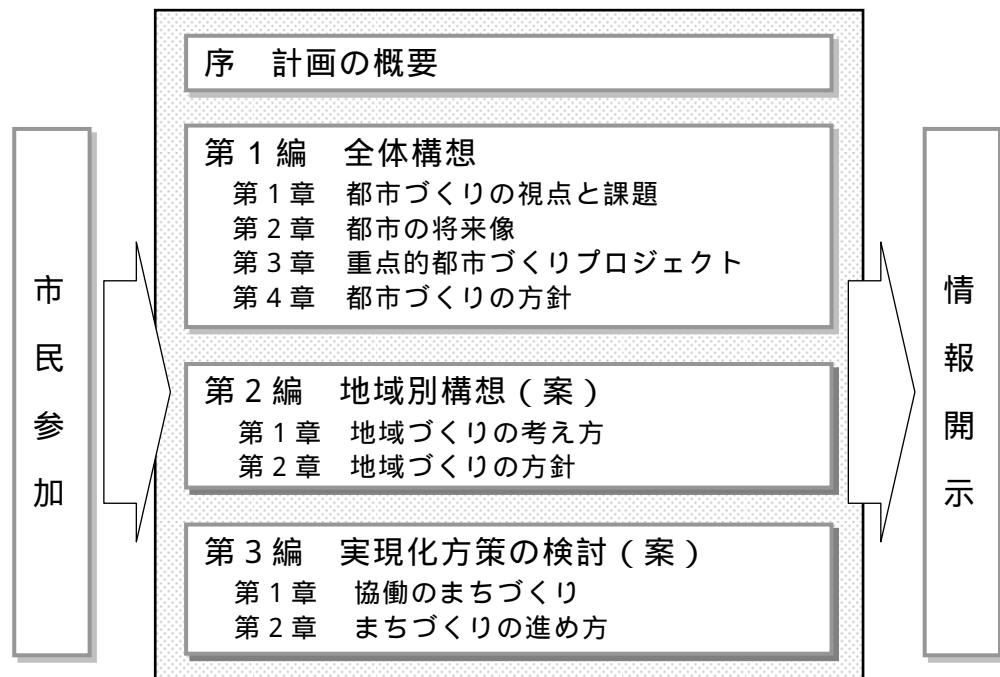 市民参加
序　計画の概要
第1編　全体構想
第1章　都市づくりの視点と課題
第2章　都市の将来像
第3章　重点的都市づくりプロジェクト
第4章　都市づくりの方針
第2編　地域別構想（案）
第1章　地域づくりの考え方
第2章　地域づくりの方針
第3編　実現化方策の検討（案）
第1章　協働のまちづくり
第2章　まちづくりの進め方
情報開示